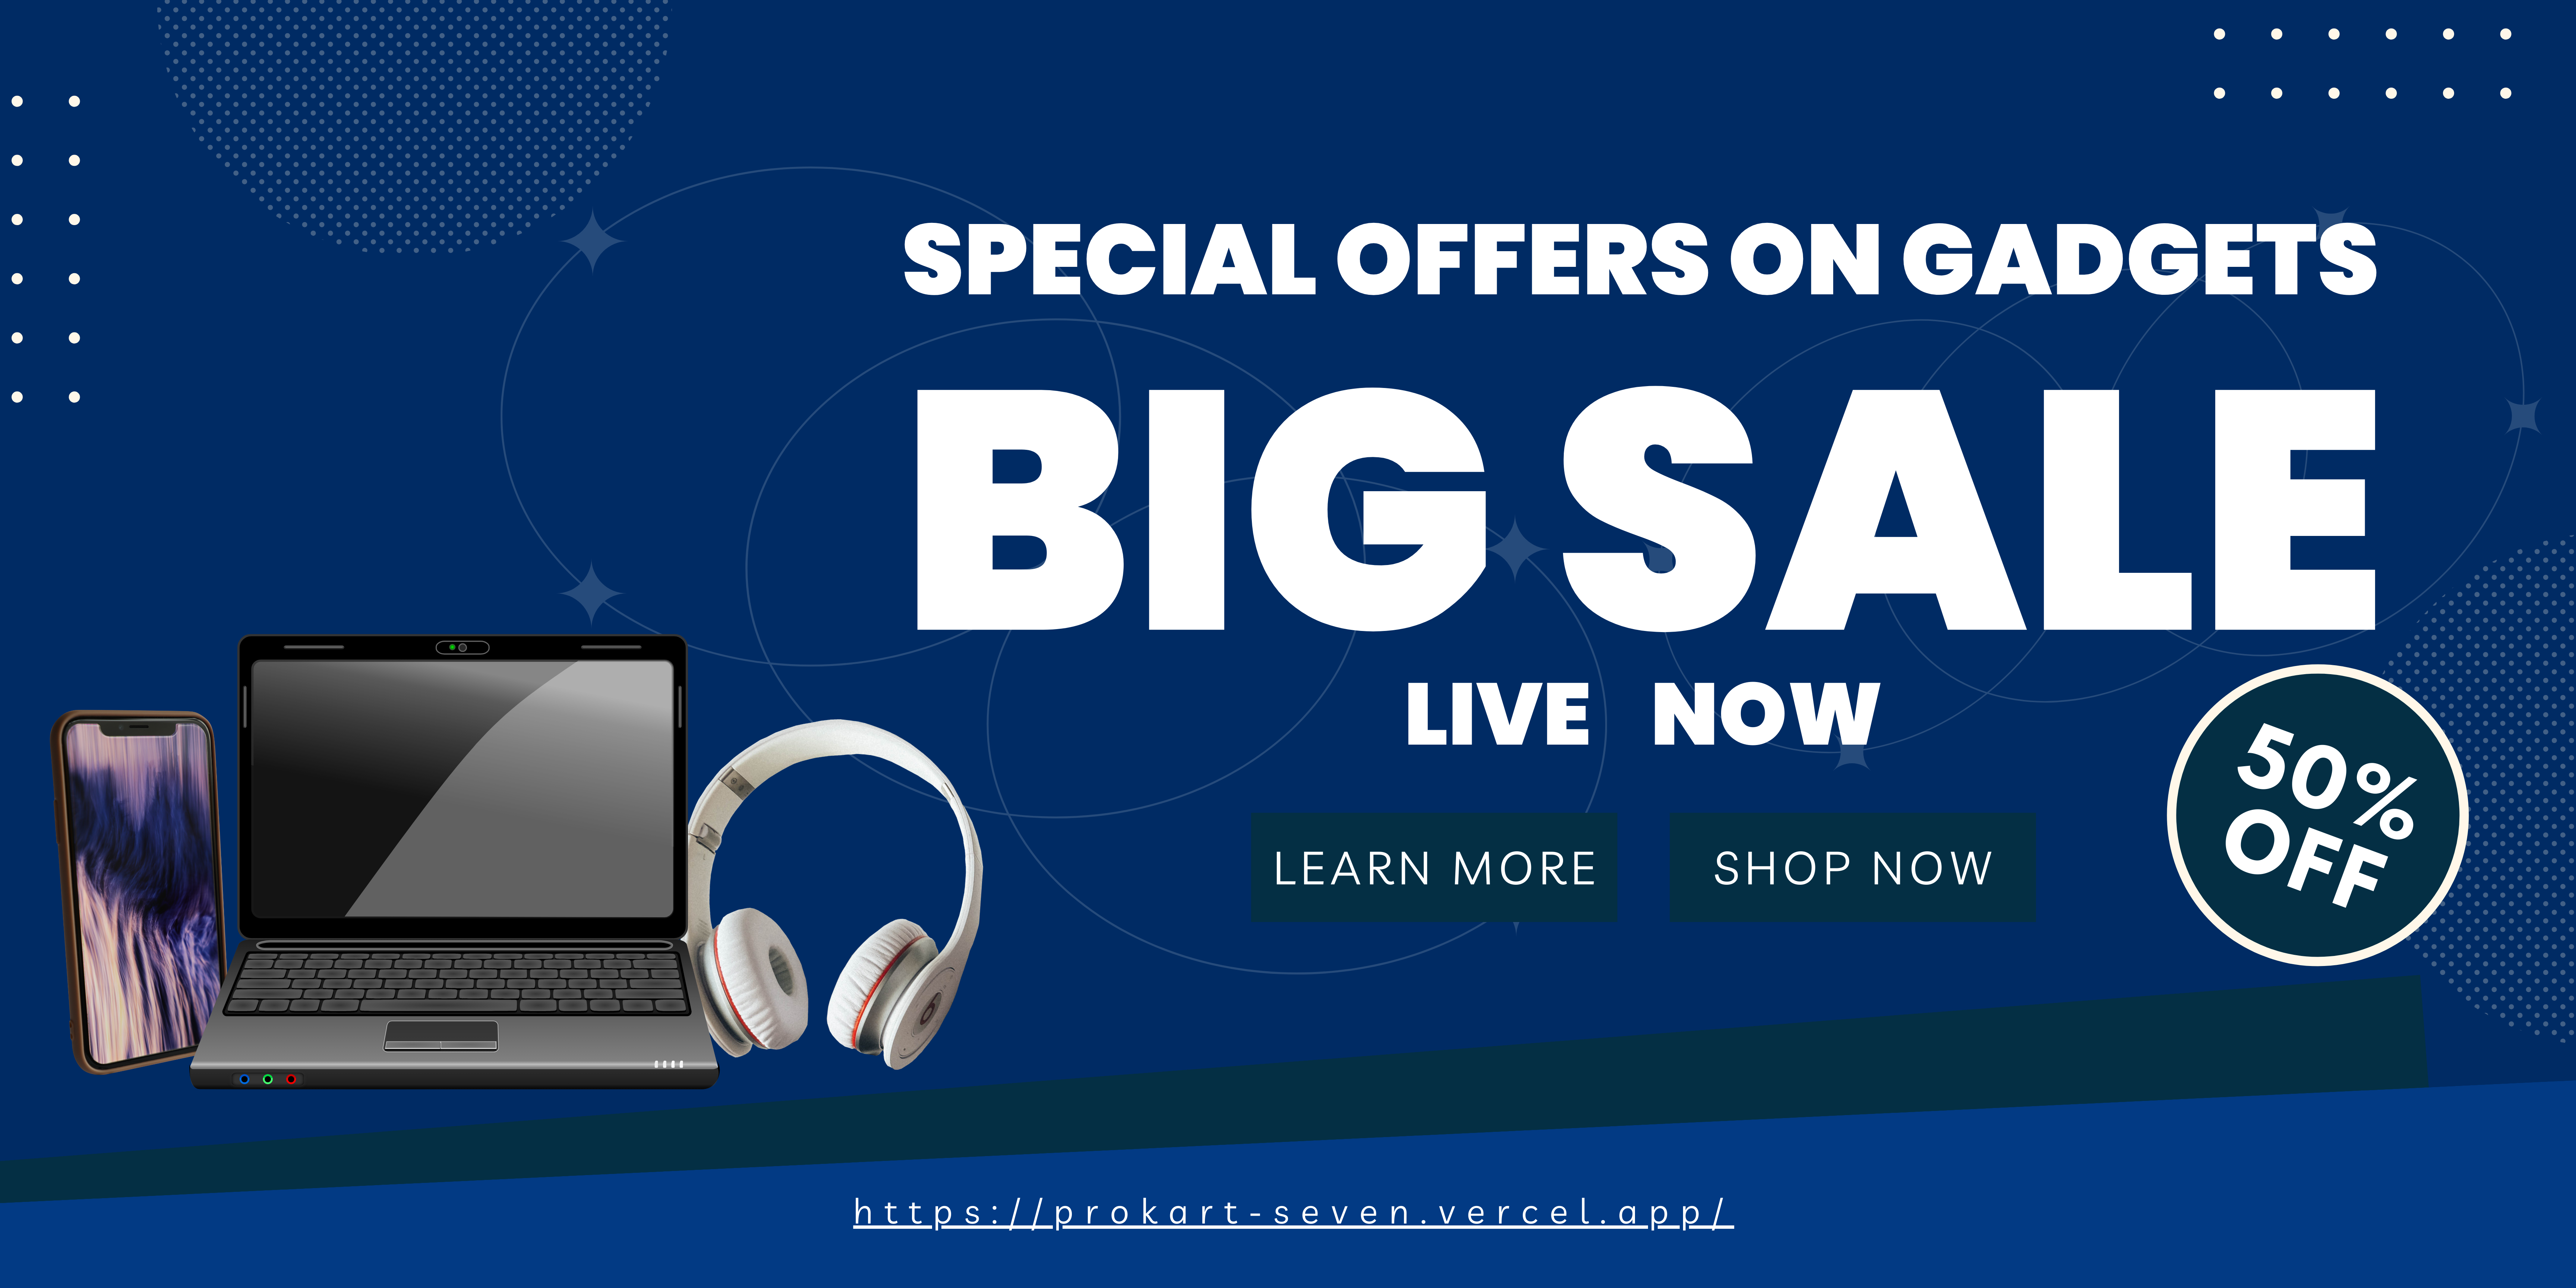 SPECIAL OFFERS ON GADGETS
BIG SALE
LIVE NOW
LEARN MORE
SHOP NOW
50%
OFF
https://prokart-seven.vercel.app/